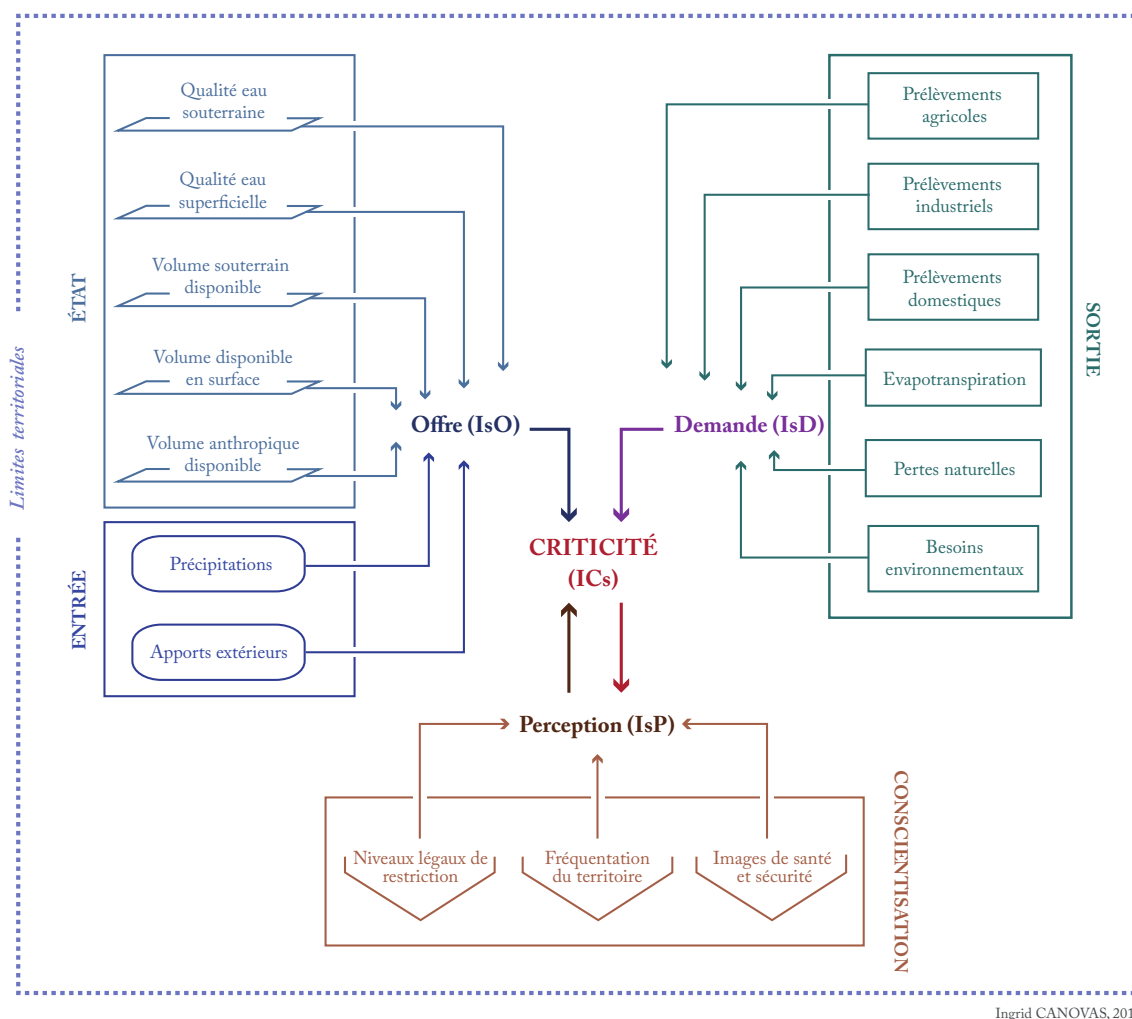 Limites territoriales
ÉTAT
Qualité eau
souterraine
Qualité eau
superficielle
Volume souterrain
disponible
Volume disponible
en surface
Volume anthropique
disponible
ENTRÉE
Précipitations
Apports extérieurs
Offre (IsO)
Demande (IsD)
CRITICITÉ
(ICs)
Perception (IsP)
SORTIE
Prélèvements
agricoles
Prélèvements
industriels
Prélèvements
domestiques
Evapotranspiration
Pertes naturelles
Besoins
environnementaux
CONSCIENTISATION
Niveaux légaux de
restriction
Fréquentation
du territoire
Images de santé
et sécurité
Ingrid CANOVAS, 201